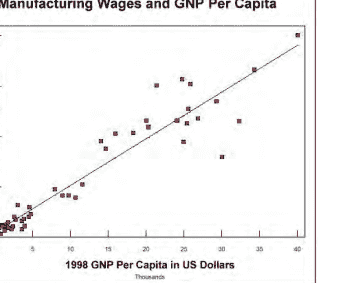 Manufacturing Wages and GNP Per Capita
5 10 15 20 25 30 35 40
1998 GNP Per Capita in US Dollars
Thousands